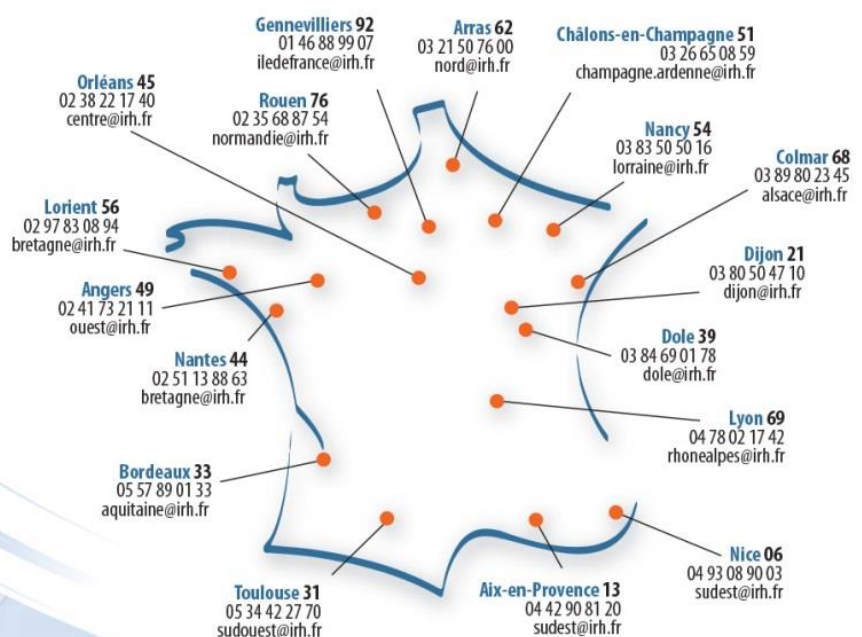 Gennevilliers 92
01 46 88 99 07
iledefrance@irh.fr
Arras 62
03 21 50 76 00
nord@irh.fr
Châlons-en-Champagne 51
03 26 65 08 59
champagne.ardenne@irh.fr
Orléans 45
02 38 22 17 40
centre@irh.fr
Rouen 76
02 35 68 87 54
normandie@irh.fr
Nancy 54
03 83 50 50 16
lorraine@irh.fr
Colmar 68
03 89 80 23 45
alsace@irh.fr
Lorient 56
02 97 83 08 94
bretagne@irh.fr
Dijon 21
03 80 50 47 10
dijon@irh.fr
Angers 49
02 41 73 21 11
ouest@irh.fr
Dole 39
03 84 69 01 78
dole@irh.fr
Nantes 44
02 51 13 88 63
bretagne@irh.fr
Lyon 69
04 78 02 17 42
rhonealpes@irh.fr
Bordeaux 33
05 57 89 01 33
aquitaine@irh.fr
Nice 06
04 93 08 90 03
sudest@irh.fr
Toulouse 31
05 34 42 27 70
sudouest@irh.fr
Aix-en-Provence 13
04 42 90 81 20
sudest@irh.fr